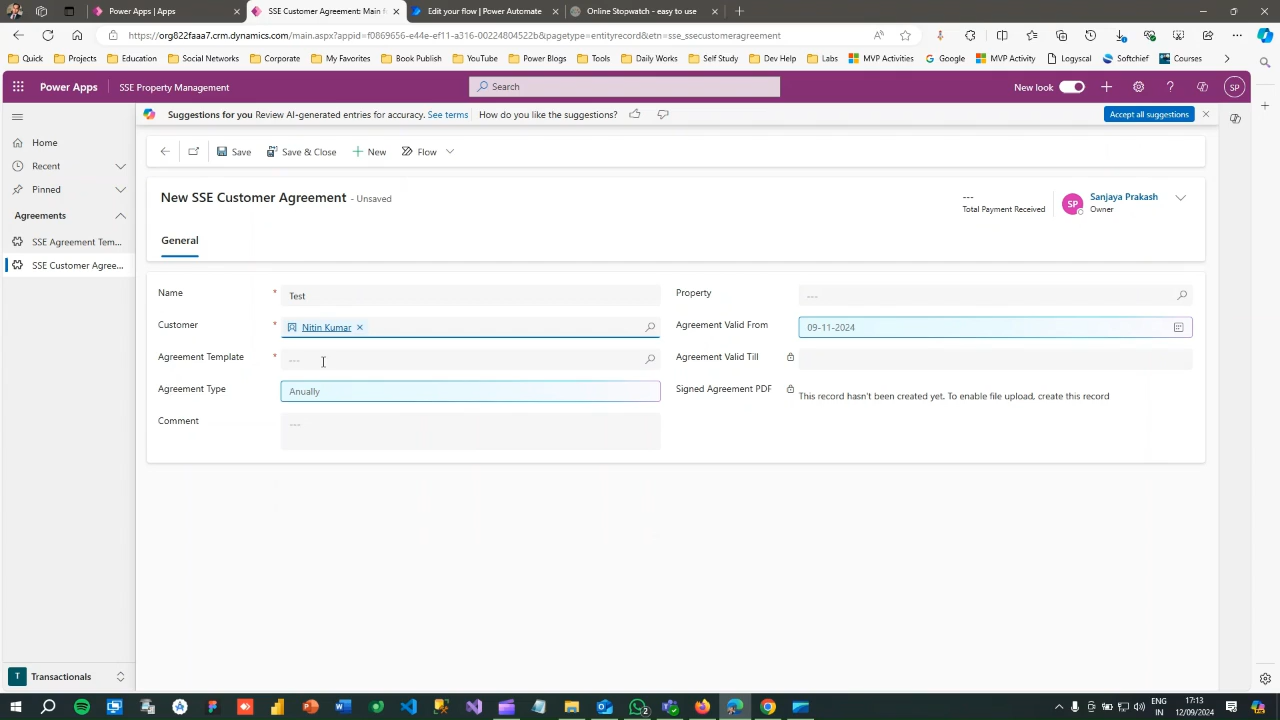 Power Apps | Apps
SSE Customer Agreement: Main f
Edit your flow | Power Automate
Online Stopwatch - easy to use
https://org822faaa7.crm.dynamics.com/main.aspx?appid=f0869656-e44e-ef11-a316-00224804522b&pagetype=entityrecord&etn=sse_ssecustomeragreement
Quick
Projects
Education
Social Networks
Corporate
My Favorites
Book Publish
YouTube
Power Blogs
Tools
Daily Works
Self Study
Dev Help
Labs
MVP Activities
Google
MVP Activity
Logyscal
Softchief
Courses
Power Apps
SSE Property Management
Search
New look
SP
Suggestions for you Review AI-generated entries for accuracy. See terms
How do you like the suggestions?
Accept all suggestions
Home
Recent
Pinned
Agreements
SSE Agreement Tem...
SSE Customer Agree...
Save
Save & Close
New
Flow
New SSE Customer Agreement - Unsaved
---
Total Payment Received
SP
Sanjaya Prakash
Owner
General
Name *
Test
Customer *
Nitin Kumar
Agreement Template *
---
Agreement Type
Anually
Comment
---
Property
---
Agreement Valid From
09-11-2024
Agreement Valid Till
Signed Agreement PDF
This record hasn't been created yet. To enable file upload, create this record
T
Transactionals
2
ENG
IN
17:13
12/09/2024